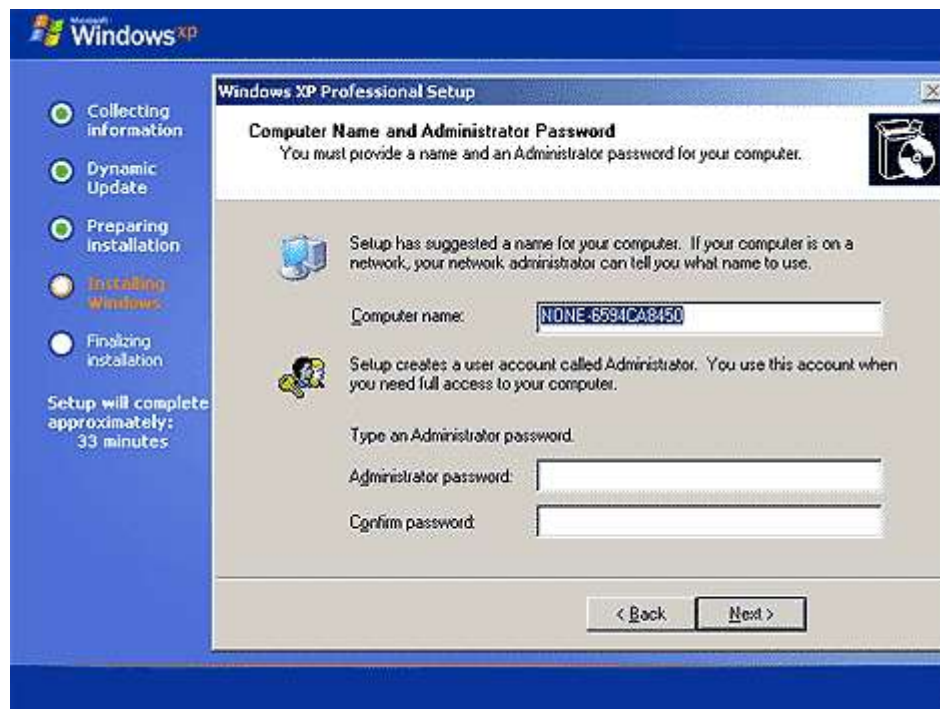 Microsoft
Windows xp
Collecting
information
Dynamic
Update
Preparing
installation
Installing
Windows
Finalizing
installation
Setup will complete
approximately:
33 minutes
Windows XP Professional Setup
Computer Name and Administrator Password
You must provide a name and an Administrator password for your computer.
Setup has suggested a name for your computer. If your computer is on a
network, your network administrator can tell you what name to use.
Computer name:
NONE-6594CA8450
Setup creates a user account called Administrator. You use this account when
you need full access to your computer.
Type an Administrator password.
Administrator password:
Confirm password:
< Back
Next >